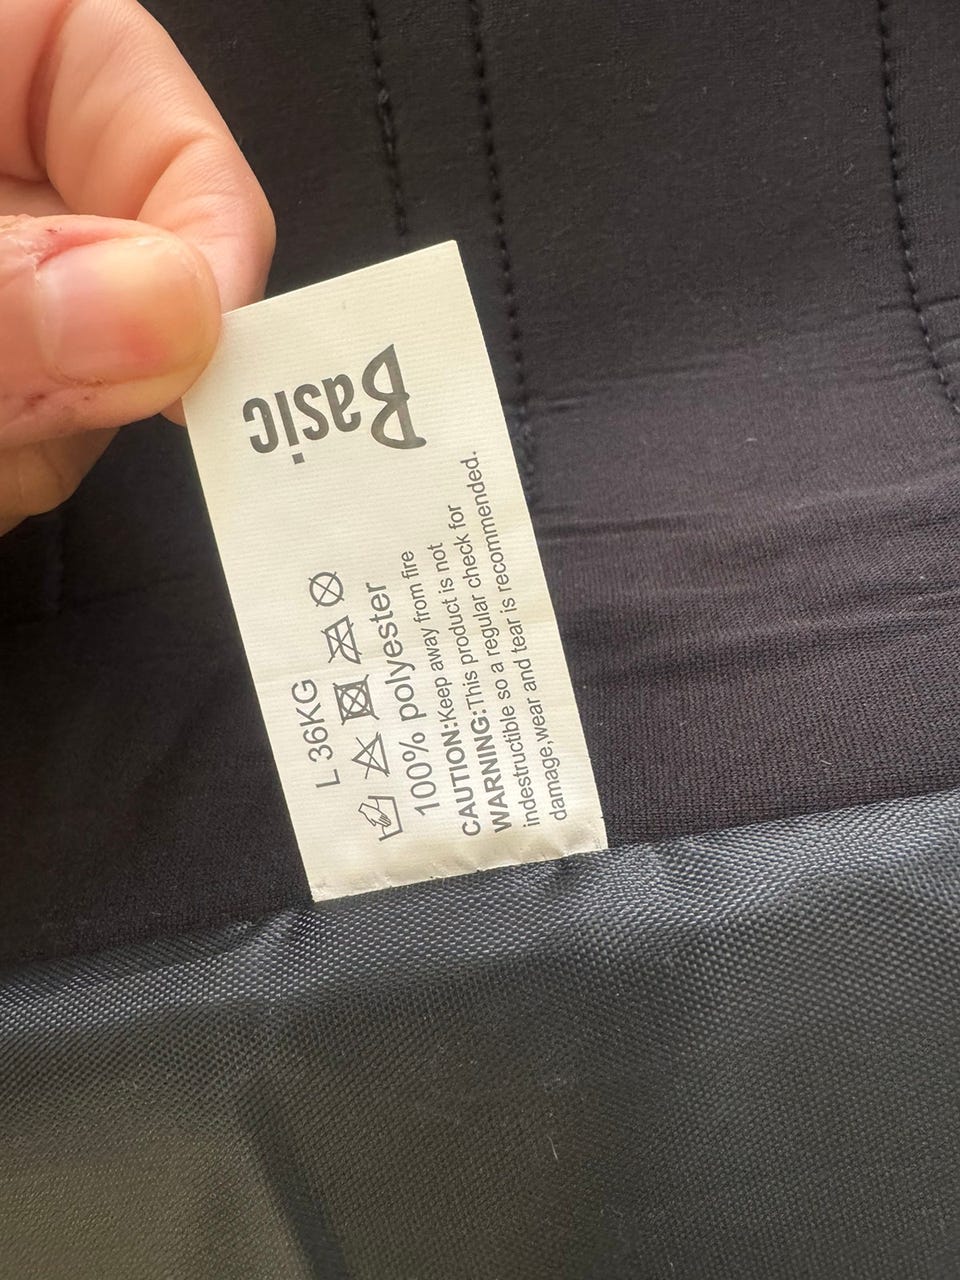 Basic
L 36KG
100% polyester
CAUTION:Keep away from fire
WARNING:This product is not
indestructible so a regular check for
damage,wear and tear is recommended.